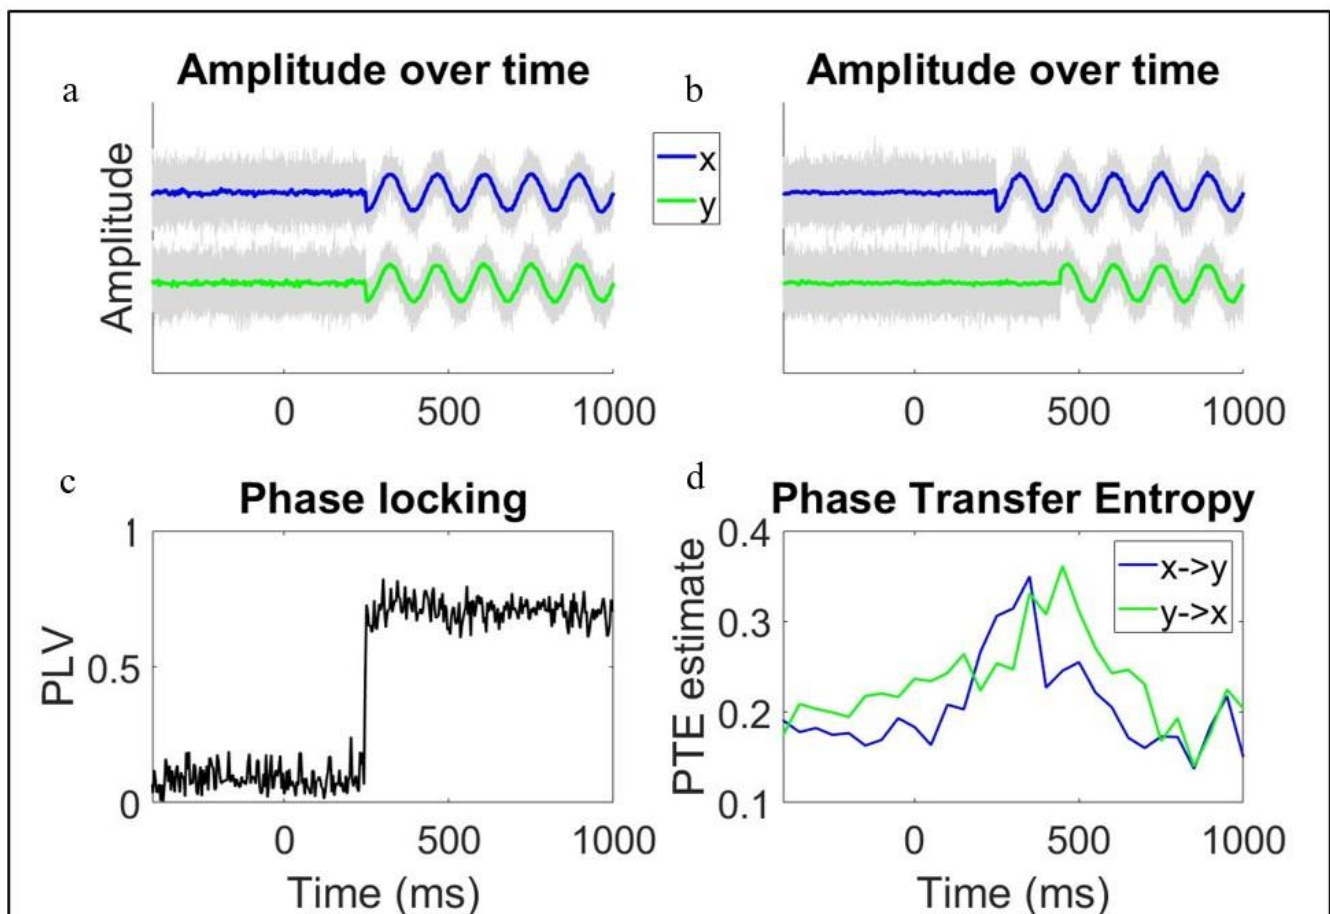 a
Amplitude over time
Amplitude
x
y
0 500 1000
b
Amplitude over time
0 500 1000
c
Phase locking
PLV
1
0.5
0
0 500 1000
Time (ms)
d
Phase Transfer Entropy
PTE estimate
0.4
0.3
0.2
0.1
x->y
y->x
0 500 1000
Time (ms)